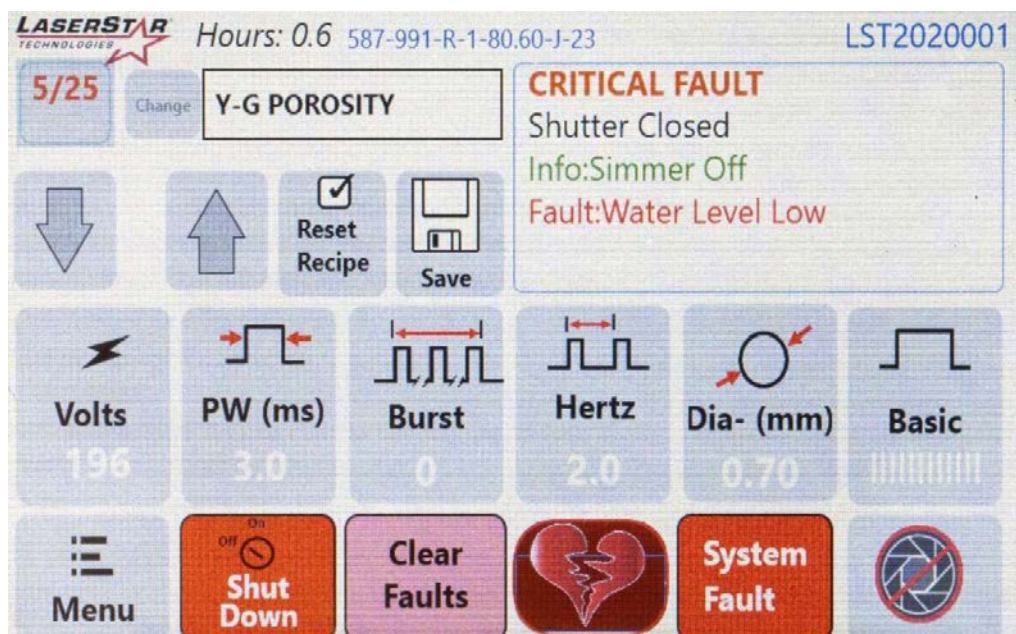 LASERSTAR
TECHNOLOGIES
Hours: 0.6 587-991-R-1-80.60-J-23
LST2020001
5/25
Change
Y-G POROSITY
CRITICAL FAULT
Shutter Closed
Info:Simmer Off
Fault:Water Level Low
Reset
Recipe
Save
Volts
196
PW (ms)
3.0
Burst
0
Hertz
2.0
Dia- (mm)
0.70
Basic
Menu
On
Off
Shut
Down
Clear
Faults
System
Fault